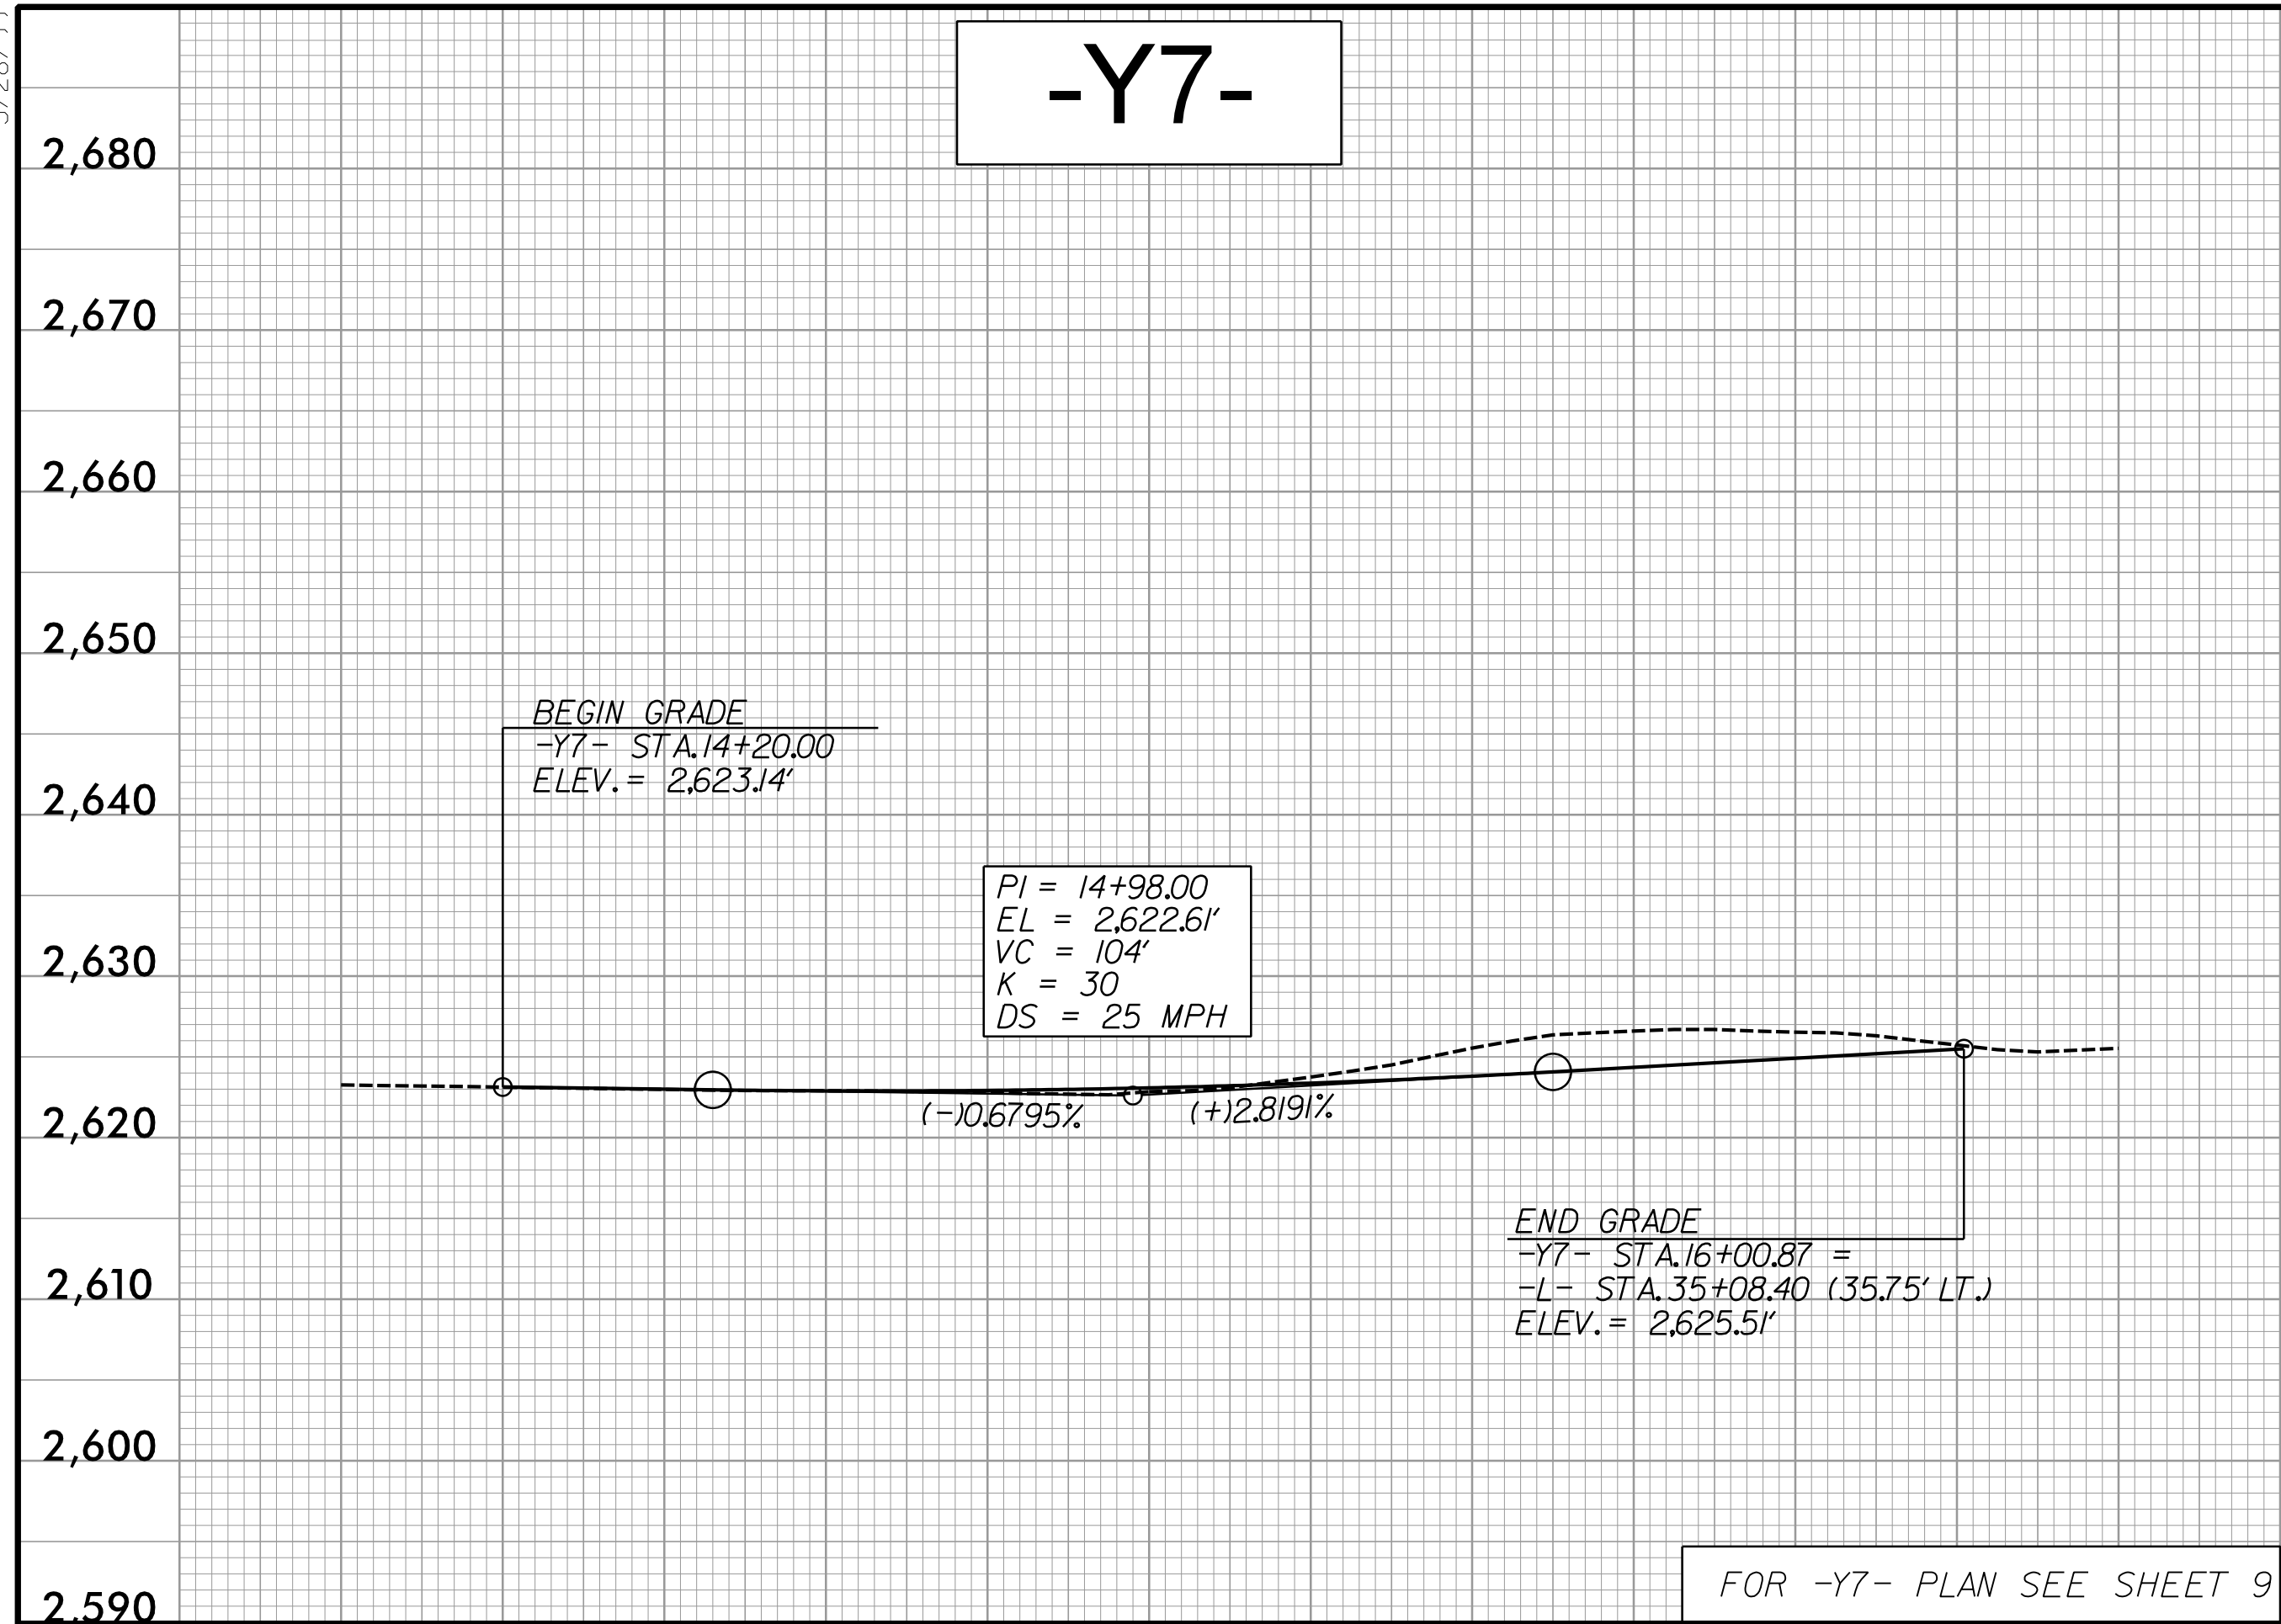 -Y7-
2,680
2,670
2,660
2,650
2,640
2,630
2,620
2,610
2,600
2,590
BEGIN GRADE
-Y7- STA.14+20.00
ELEV.= 2,623.14'
PI = 14+98.00
EL = 2,622.61'
VC = 104'
K = 30
DS = 25 MPH
(-)0.6795%
(+)2.8191%
END GRADE
-Y7- STA.16+00.87 =
-L- STA.35+08.40 (35.75' LT.)
ELEV.= 2,625.51'
FOR -Y7- PLAN SEE SHEET 9